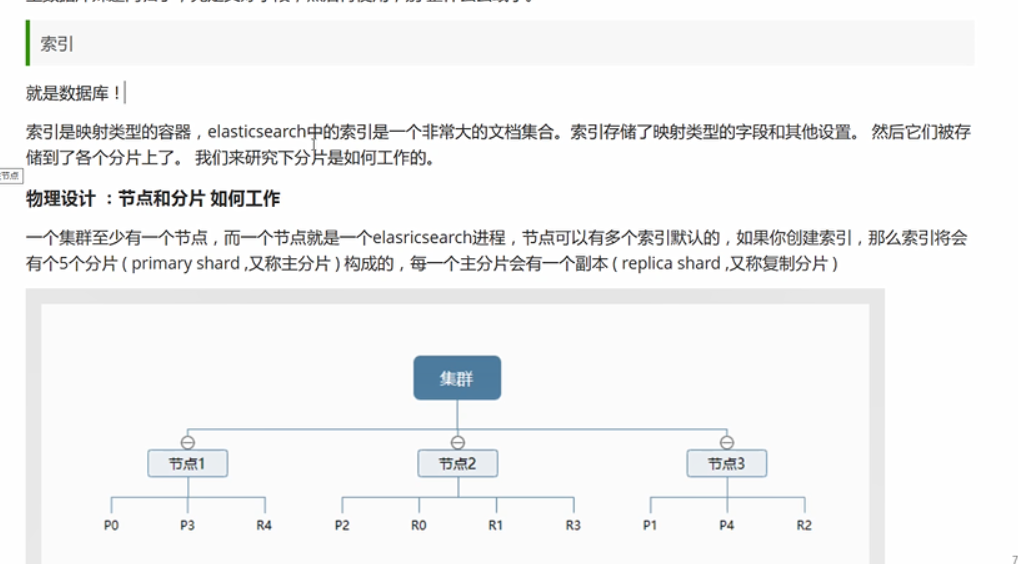 索引
就是数据库！
索引是映射类型的容器，elasticsearch中的索引是一个非常大的文档集合。索引存储了映射类型的字段和其他设置。 然后它们被存
储到了各个分片上了。 我们来研究下分片是如何工作的。
节点
物理设计 ：节点和分片 如何工作
一个集群至少有一个节点，而一个节点就是一个elasricsearch进程，节点可以有多个索引默认的，如果你创建索引，那么索引将会
有个5个分片 ( primary shard ,又称主分片 ) 构成的，每一个主分片会有一个副本 ( replica shard ,又称复制分片 )
集群
节点1 节点2 节点3
P0 P3 R4 P2 R0 R1 R3 P1 P4 R2
7